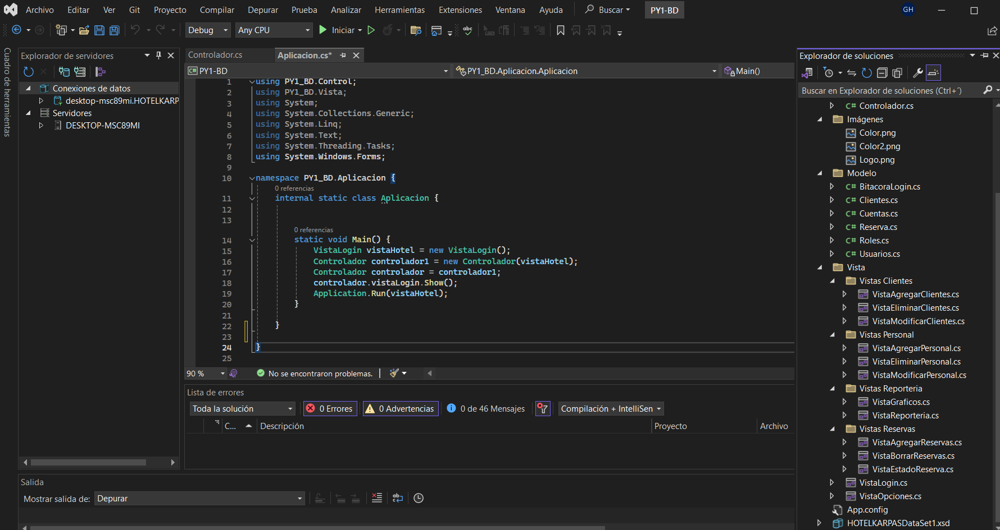 Archivo Editar Ver Git Proyecto Compilar Depurar Prueba Analizar Herramientas Extensiones Ventana Ayuda Buscar PY1-BD GH
Debug Any CPU Iniciar abc
Cuadro de herramientas
Explorador de servidores
Conexiones de datos
desktop-msc89mi.HOTELKARP
Servidores
DESKTOP-MSC89MI
Controlador.cs Aplicacion.cs*
C# PY1-BD PY1_BD.Aplicacion.Aplicacion Main()
1 using PY1_BD.Control;
2 using PY1_BD.Vista;
3 using System;
4 using System.Collections.Generic;
5 using System.Linq;
6 using System.Text;
7 using System.Threading.Tasks;
8 using System.Windows.Forms;
9
10 namespace PY1_BD.Aplicacion {
0 referencias
11 internal static class Aplicacion {
12
13
0 referencias
14 static void Main() {
15 VistaLogin vistaHotel = new VistaLogin();
16 Controlador controlador1 = new Controlador(vistaHotel);
17 Controlador controlador = controlador1;
18 controlador.vistaLogin.Show();
19 Application.Run(vistaHotel);
20 }
21
22 }
23
24 }
25
90 % No se encontraron problemas.
Lista de errores
Toda la solución 0 Errores 0 Advertencias 0 de 46 Mensajes Compilación + IntelliSen
C... Descripción Proyecto Archivo
Salida
Mostrar salida de: Depurar
Explorador de soluciones
Buscar en Explorador de soluciones (Ctrl+´)
C# Controlador.cs
Imágenes
Color.png
Color2.png
Logo.png
Modelo
C# BitacoraLogin.cs
C# Clientes.cs
C# Cuentas.cs
C# Reserva.cs
C# Roles.cs
C# Usuarios.cs
Vista
Vistas Clientes
VistaAgregarClientes.cs
VistaEliminarClientes.cs
VistaModificarClientes.cs
Vistas Personal
VistaAgregarPersonal.cs
VistaEliminarPersonal.cs
VistaModificarPersonal.cs
Vistas Reporteria
VistaGraficos.cs
VistaReporteria.cs
Vistas Reservas
VistaAgregarReservas.cs
VistaBorrarReservas.cs
VistaEstadoReserva.cs
VistaLogin.cs
VistaOpciones.cs
App.config
HOTELKARPASDataSet1.xsd